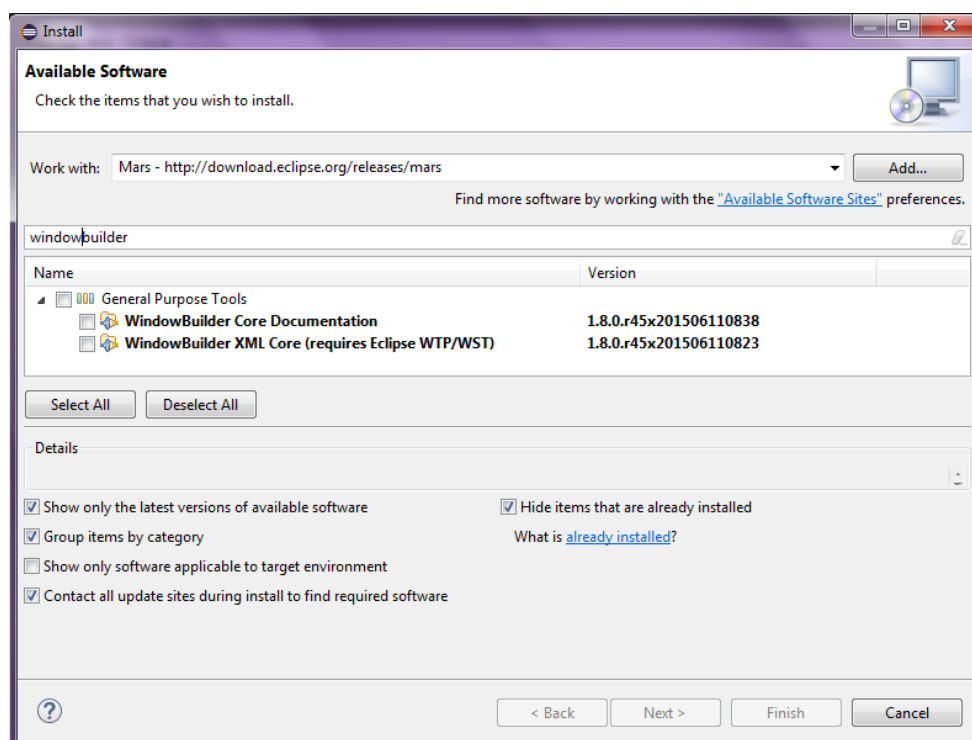 Install
Available Software
Check the items that you wish to install.
Work with: Mars - http://download.eclipse.org/releases/mars Add...
Find more software by working with the "Available Software Sites" preferences.
windowbuilder
Name Version
General Purpose Tools
WindowBuilder Core Documentation 1.8.0.r45x201506110838
WindowBuilder XML Core (requires Eclipse WTP/WST) 1.8.0.r45x201506110823
Select All Deselect All
Details
Show only the latest versions of available software Hide items that are already installed
Group items by category What is already installed?
Show only software applicable to target environment
Contact all update sites during install to find required software
? < Back Next > Finish Cancel